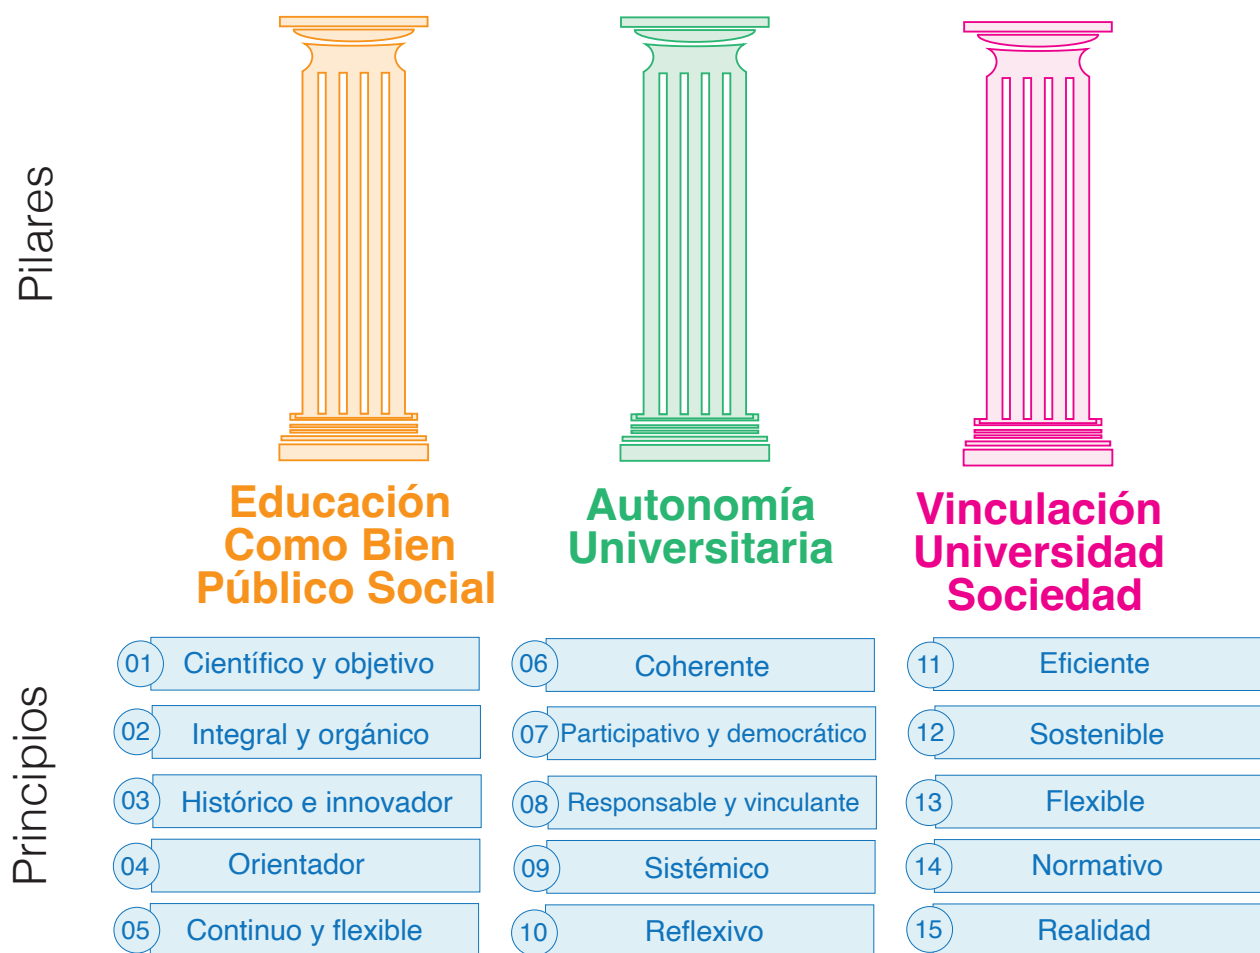 Pilares
Educación
Como Bien
Público Social
Autonomía
Universitaria
Vinculación
Universidad
Sociedad
Principios
01 Científico y objetivo
02 Integral y orgánico
03 Histórico e innovador
04 Orientador
05 Continuo y flexible
06 Coherente
07 Participativo y democrático
08 Responsable y vinculante
09 Sistémico
10 Reflexivo
11 Eficiente
12 Sostenible
13 Flexible
14 Normativo
15 Realidad